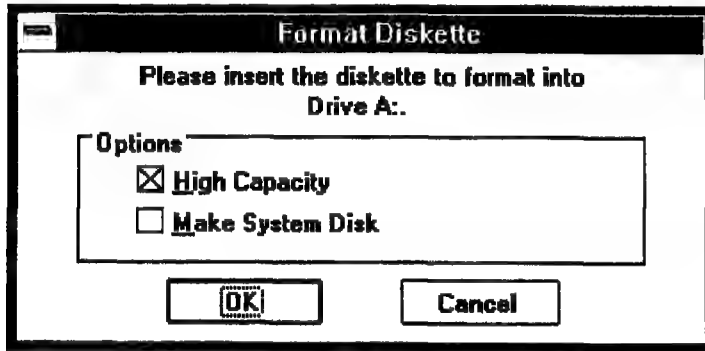 Format Diskette
Please insert the diskette to format into
Drive A:.
Options
High Capacity
Make System Disk
OK
Cancel